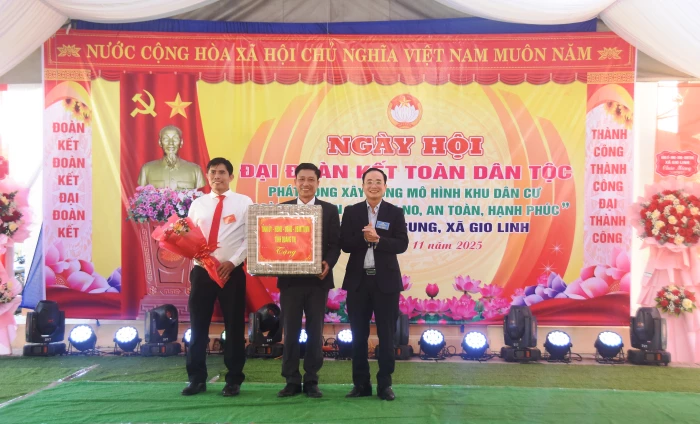 NƯỚC CỘNG HÒA XÃ HỘI CHỦ NGHĨA VIỆT NAM MUÔN NĂM
ĐOÀN
KẾT
ĐOÀN
KẾT
ĐẠI
ĐOÀN
KẾT
NGÀY HỘI
ĐẠI ĐOÀN KẾT TOÀN DÂN TỘC
PHÁT ĐỘNG XÂY DỰNG MÔ HÌNH KHU DÂN CƯ
NO, AN TOÀN, HẠNH PHÚC”
TRUNG, XÃ GIO LINH
11 năm 2025
THÀNH
CÔNG
THÀNH
CÔNG
ĐẠI
THÀNH
CÔNG
Tặng